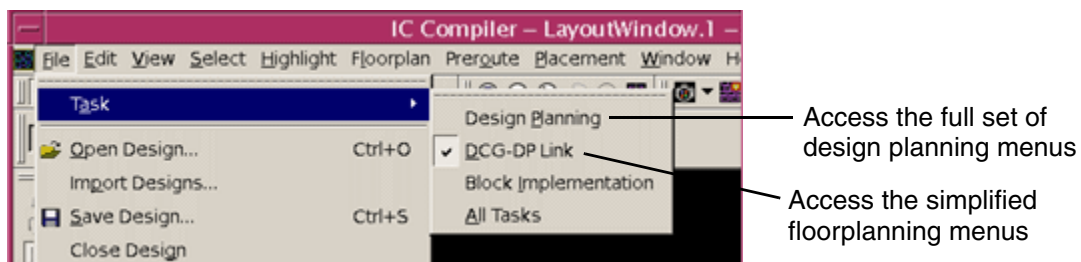 IC Compiler – LayoutWindow.1 –
File Edit View Select Highlight Floorplan Preroute Placement Window H
Task
Design Planning
Access the full set of
design planning menus
Open Design... Ctrl+O
DCG-DP Link
Import Designs...
Block Implementation
Access the simplified
floorplanning menus
Save Design... Ctrl+S
All Tasks
Close Design